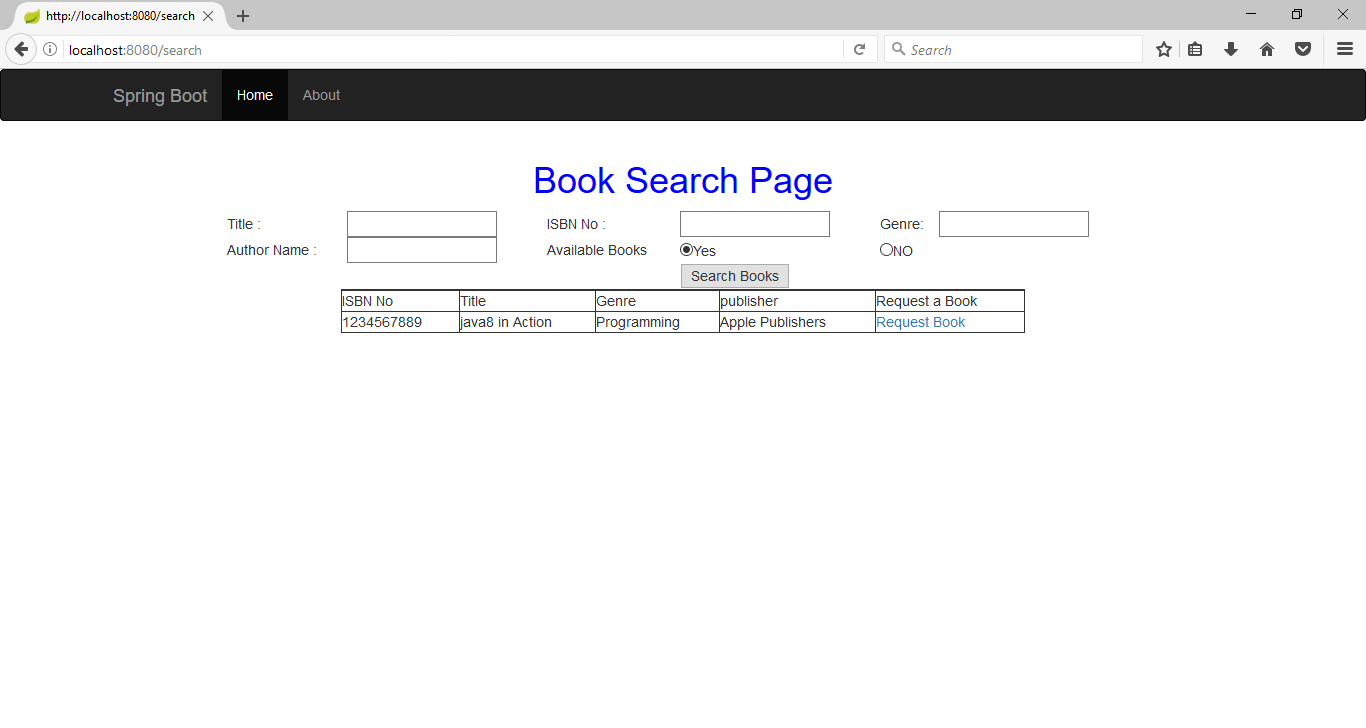 http://localhost:8080/search
localhost:8080/search
Search
Spring Boot Home About
Book Search Page
Title : ISBN No : Genre:
Author Name : Available Books Yes NO
Search Books
ISBN No Title Genre publisher Request a Book
1234567889 java8 in Action Programming Apple Publishers Request Book